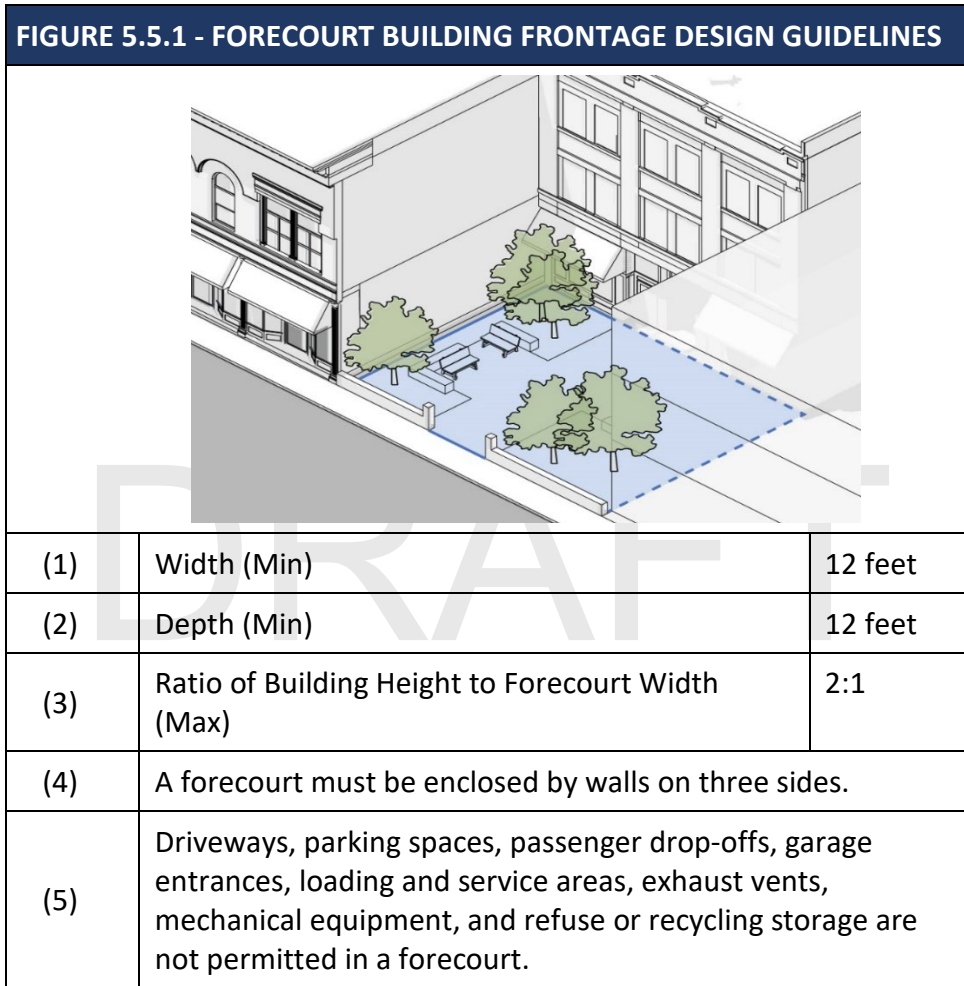 FIGURE 5.5.1 - FORECOURT BUILDING FRONTAGE DESIGN GUIDELINES
DRAFT
(1) Width (Min) 12 feet
(2) Depth (Min) 12 feet
(3) Ratio of Building Height to Forecourt Width
(Max) 2:1
(4) A forecourt must be enclosed by walls on three sides.
(5) Driveways, parking spaces, passenger drop-offs, garage
entrances, loading and service areas, exhaust vents,
mechanical equipment, and refuse or recycling storage are
not permitted in a forecourt.